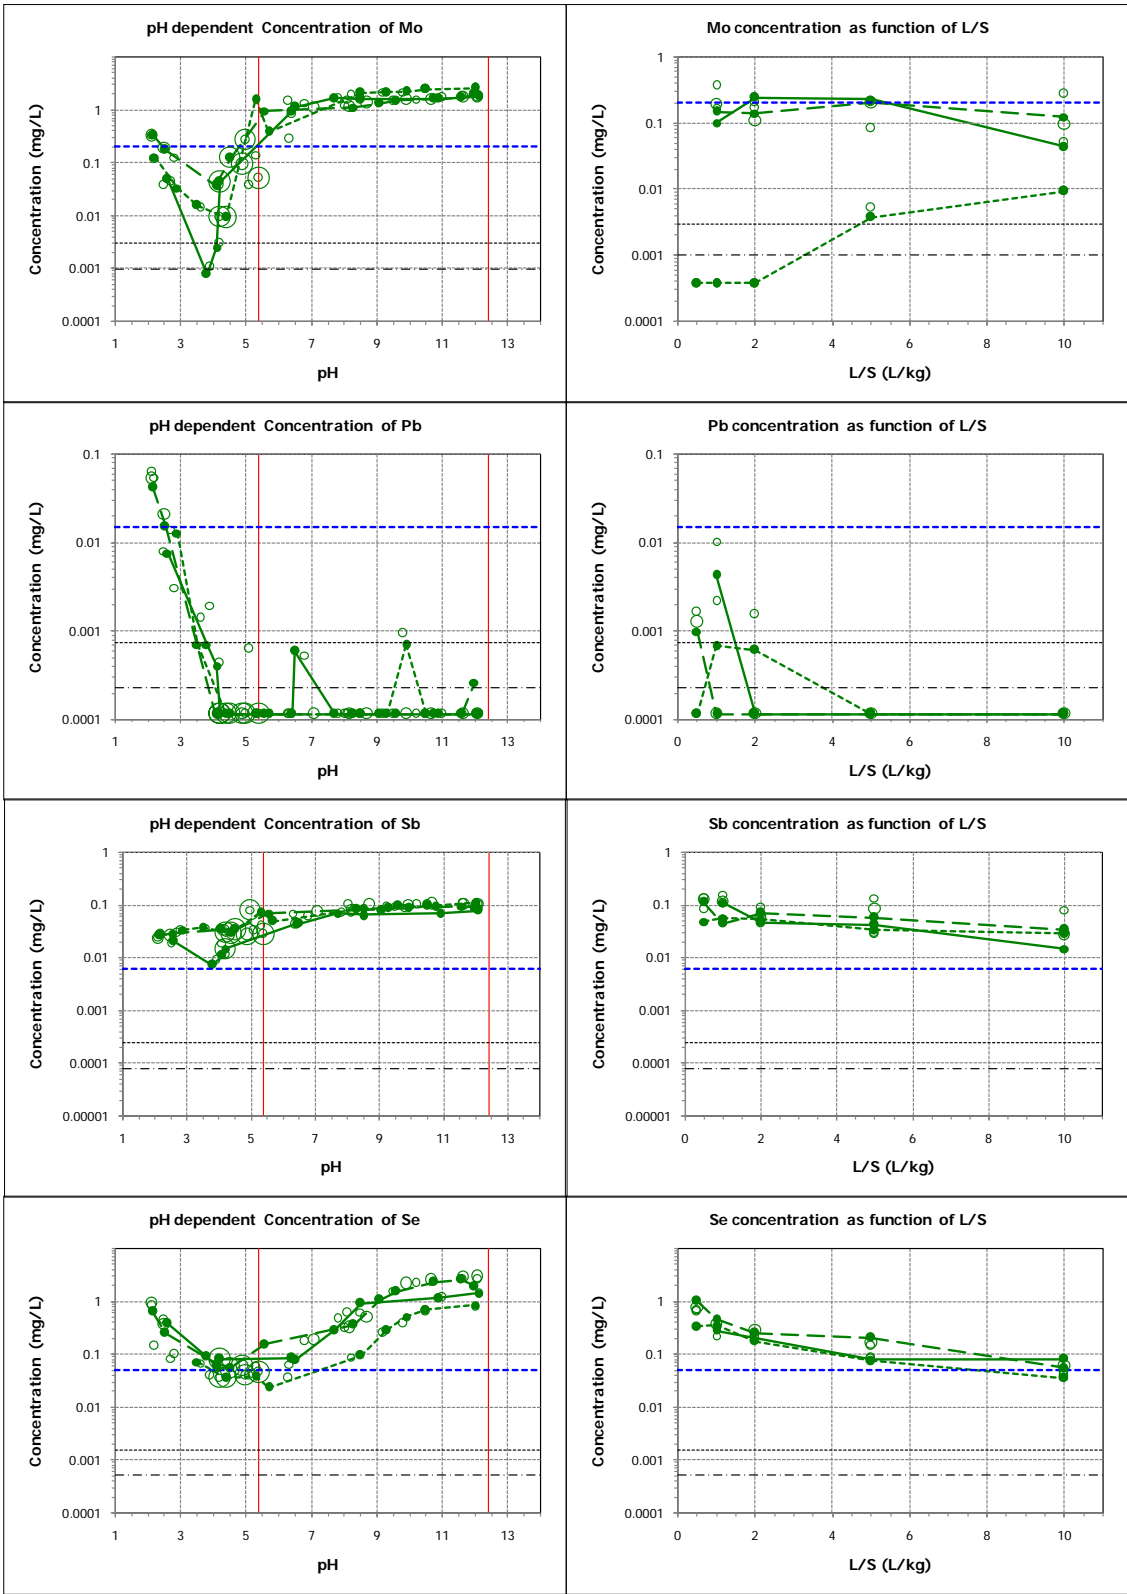 pH dependent Concentration of Mo
Concentration (mg/L)
1
0.1
0.01
0.001
0.0001
1 3 5 7 9 11 13
pH
Mo concentration as function of L/S
Concentration (mg/L)
1
0.1
0.01
0.001
0.0001
0 2 4 6 8 10
L/S (L/kg)
pH dependent Concentration of Pb
Concentration (mg/L)
0.1
0.01
0.001
0.0001
1 3 5 7 9 11 13
pH
Pb concentration as function of L/S
Concentration (mg/L)
0.1
0.01
0.001
0.0001
0 2 4 6 8 10
L/S (L/kg)
pH dependent Concentration of Sb
Concentration (mg/L)
1
0.1
0.01
0.001
0.0001
0.00001
1 3 5 7 9 11 13
pH
Sb concentration as function of L/S
Concentration (mg/L)
1
0.1
0.01
0.001
0.0001
0.00001
0 2 4 6 8 10
L/S (L/kg)
pH dependent Concentration of Se
Concentration (mg/L)
1
0.1
0.01
0.001
0.0001
1 3 5 7 9 11 13
pH
Se concentration as function of L/S
Concentration (mg/L)
1
0.1
0.01
0.001
0.0001
0 2 4 6 8 10
L/S (L/kg)